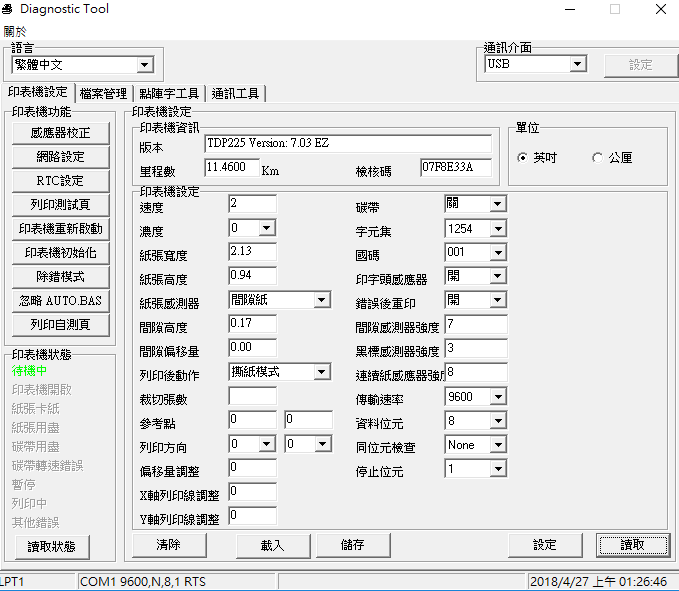 Diagnostic Tool
關於
語言
繁體中文
通訊介面
USB
設定
印表機設定 檔案管理 點陣字工具 通訊工具
印表機功能
感應器校正
網路設定
RTC設定
列印測試頁
印表機重新啟動
印表機初始化
除錯模式
忽略 AUTO.BAS
列印自測頁
印表機狀態
待機中
印表機開啟
紙張卡紙
紙張用盡
碳帶用盡
碳帶轉速錯誤
暫停
列印中
其他錯誤
讀取狀態
印表機設定
印表機資訊
版本 TDP225 Version: 7.03 EZ
里程數 11.4600 Km 檢核碼 07F8E33A
單位
英吋 公厘
印表機設定
速度 2 碳帶 關
濃度 0 字元集 1254
紙張寬度 2.13 國碼 001
紙張高度 0.94 印字頭感應器 開
紙張感測器 間隙紙 錯誤後重印 開
間隙高度 0.17 間隙感測器強度 7
間隙偏移量 0.00 黑標感測器強度 3
列印後動作 撕紙模式 連續紙感應器強度 8
裁切張數 傳輸速率 9600
參考點 0 0 資料位元 8
列印方向 0 0 同位元檢查 None
偏移量調整 0 停止位元 1
X軸列印線調整 0
Y軸列印線調整 0
清除 載入 儲存 設定 讀取
LPT1 COM1 9600,N,8,1 RTS 2018/4/27 上午 01:26:46